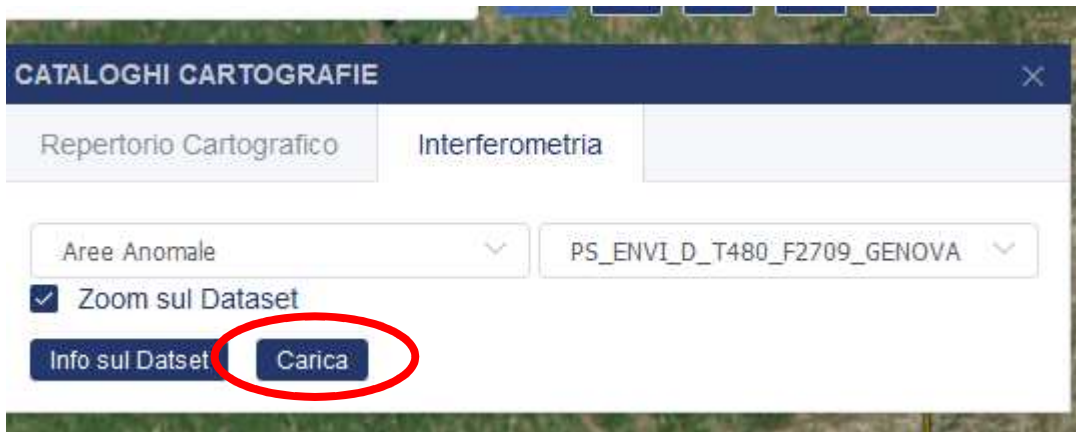 CATALOGHI CARTOGRAFIE
Repertorio Cartografico Interferometria
Aree Anomale PS_ENVI_D_T480_F2709_GENOVA
Zoom sul Dataset
Info sul Datset Carica